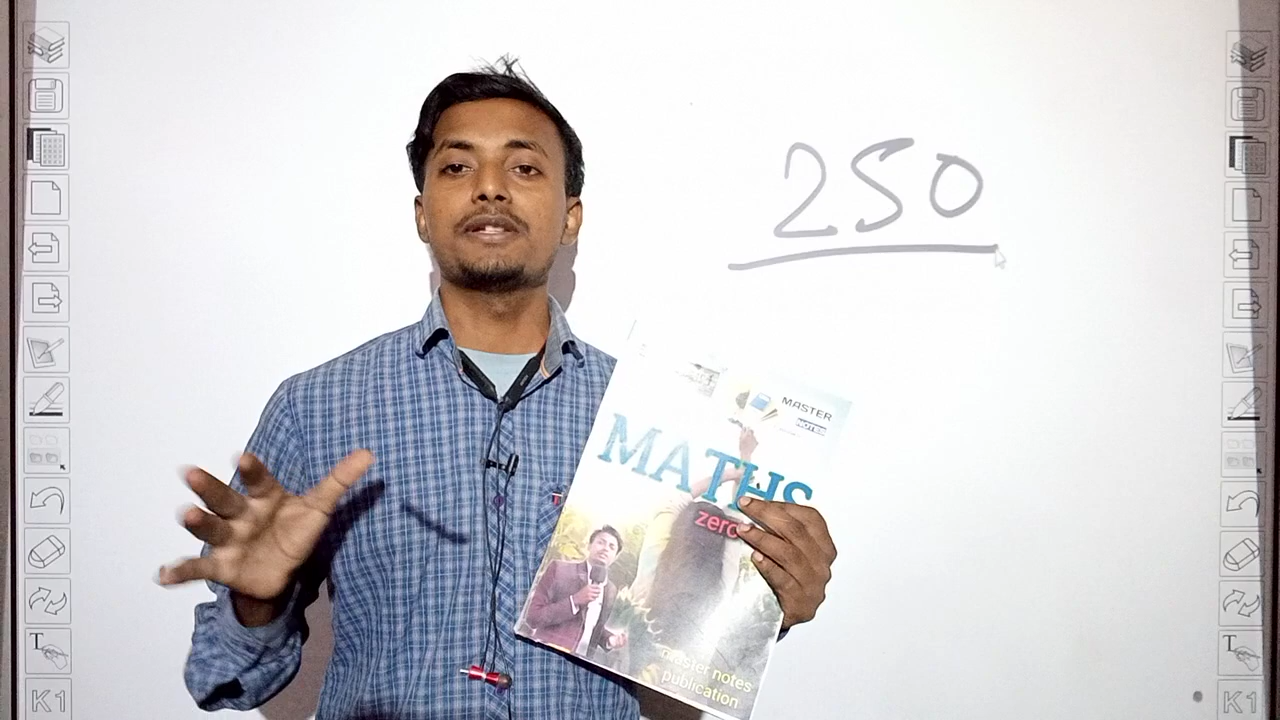 250
MASTER
NOTES
MATHS
zero
master notes
publication
K1
K1